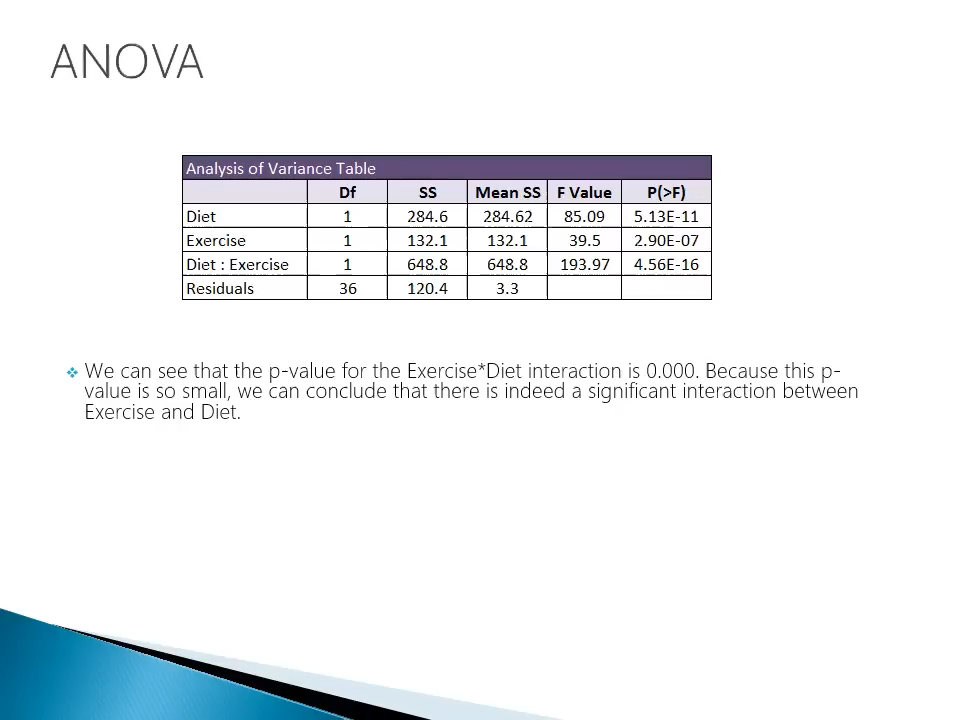 ANOVA
Analysis of Variance Table
Df SS Mean SS F Value P(>F)
Diet 1 284.6 284.62 85.09 5.13E-11
Exercise 1 132.1 132.1 39.5 2.90E-07
Diet : Exercise 1 648.8 648.8 193.97 4.56E-16
Residuals 36 120.4 3.3
We can see that the p-value for the Exercise*Diet interaction is 0.000. Because this p-
value is so small, we can conclude that there is indeed a significant interaction between
Exercise and Diet.